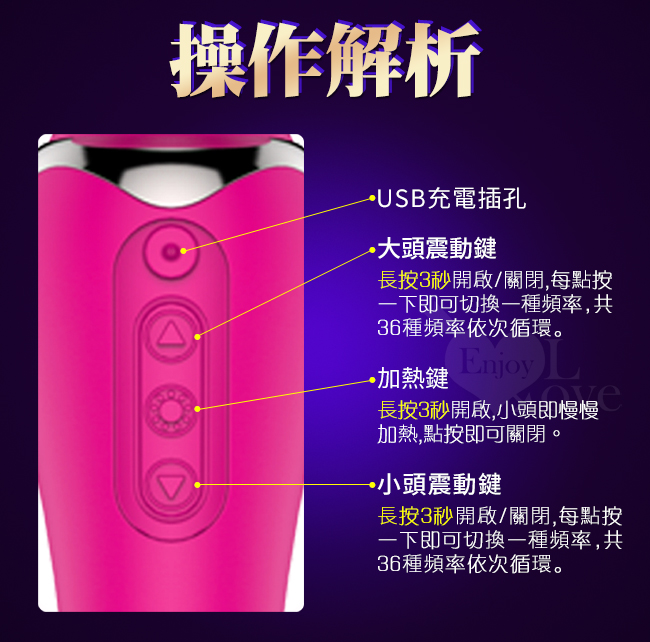 操作解析
USB充電插孔
大頭震動鍵
長按3秒開啟/關閉,每點按
一下即可切換一種頻率,共
36種頻率依次循環。
加熱鍵
長按3秒開啟,小頭即慢慢
加熱,點按即可關閉。
小頭震動鍵
長按3秒開啟/關閉,每點按
一下即可切換一種頻率,共
36種頻率依次循環。
Enjoy Love